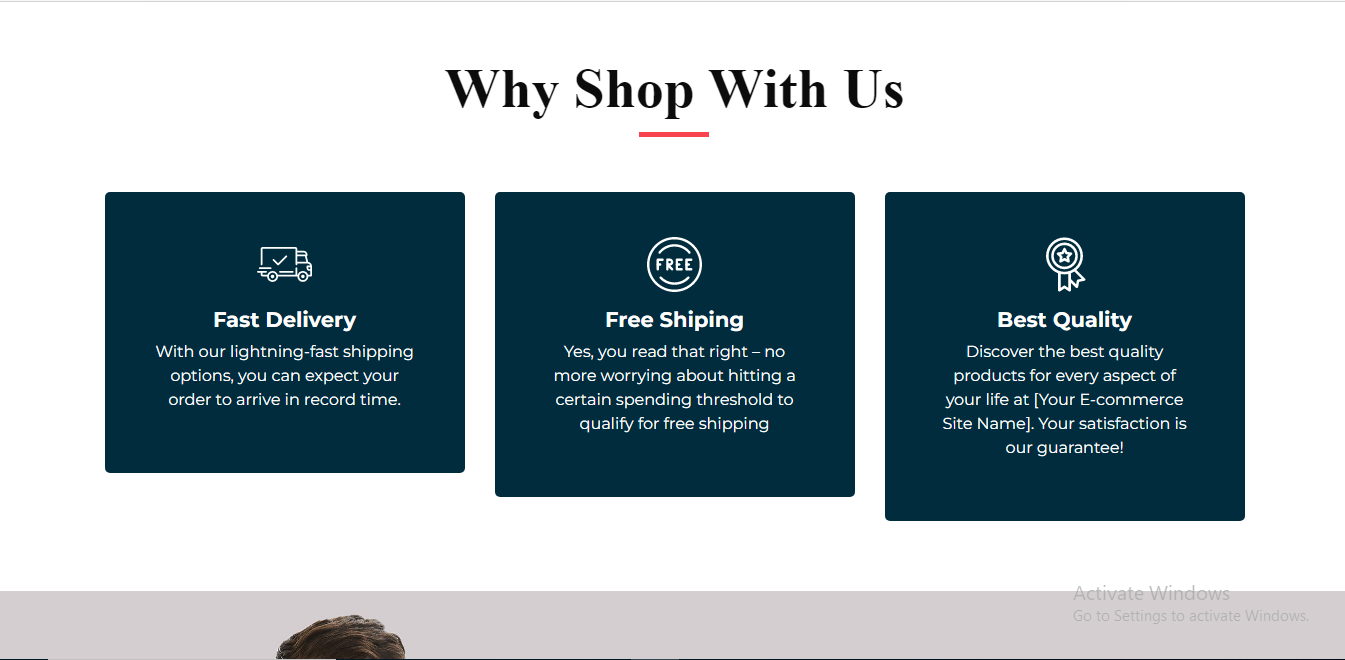 Why Shop With Us
Fast Delivery
With our lightning-fast shipping
options, you can expect your
order to arrive in record time.
FREE
Free Shiping
Yes, you read that right – no
more worrying about hitting a
certain spending threshold to
qualify for free shipping
Best Quality
Discover the best quality
products for every aspect of
your life at [Your E-commerce
Site Name]. Your satisfaction is
our guarantee!
Activate Windows
Go to Settings to activate Windows.